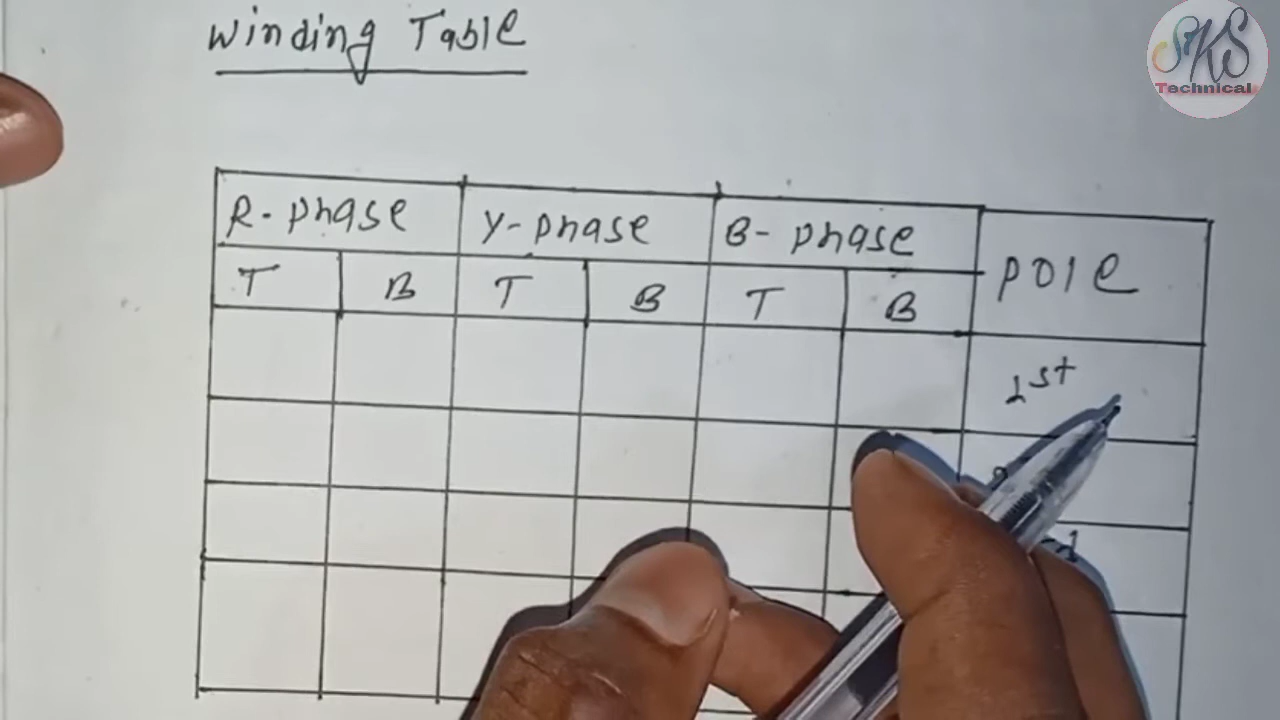 Winding Table
SKS
Technical
R-phase Y-phase B-phase Pole
T B T B T B
1st